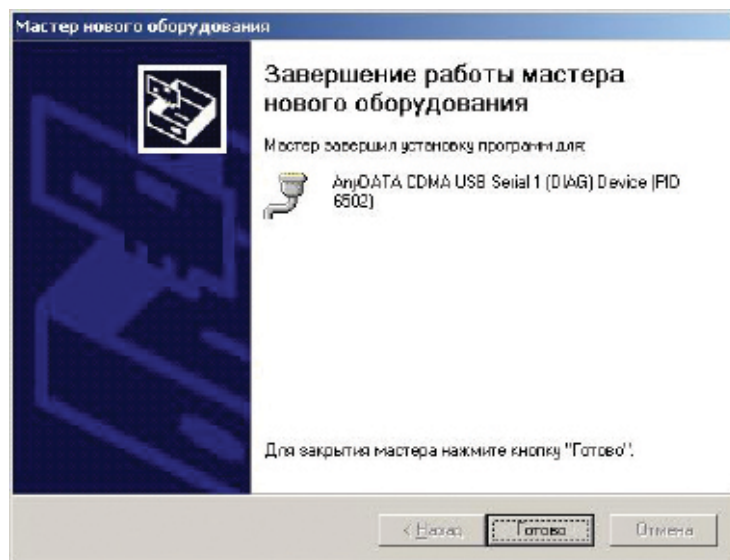 Мастер нового оборудования
Завершение работы мастера
нового оборудования
Мастер завершил установку программ для:
AnyDATA CDMA USB Serial 1 (DIAG) Device (PID
6502)
Для закрытия мастера нажмите кнопку "Готово".
< Назад
Готово
Отмена